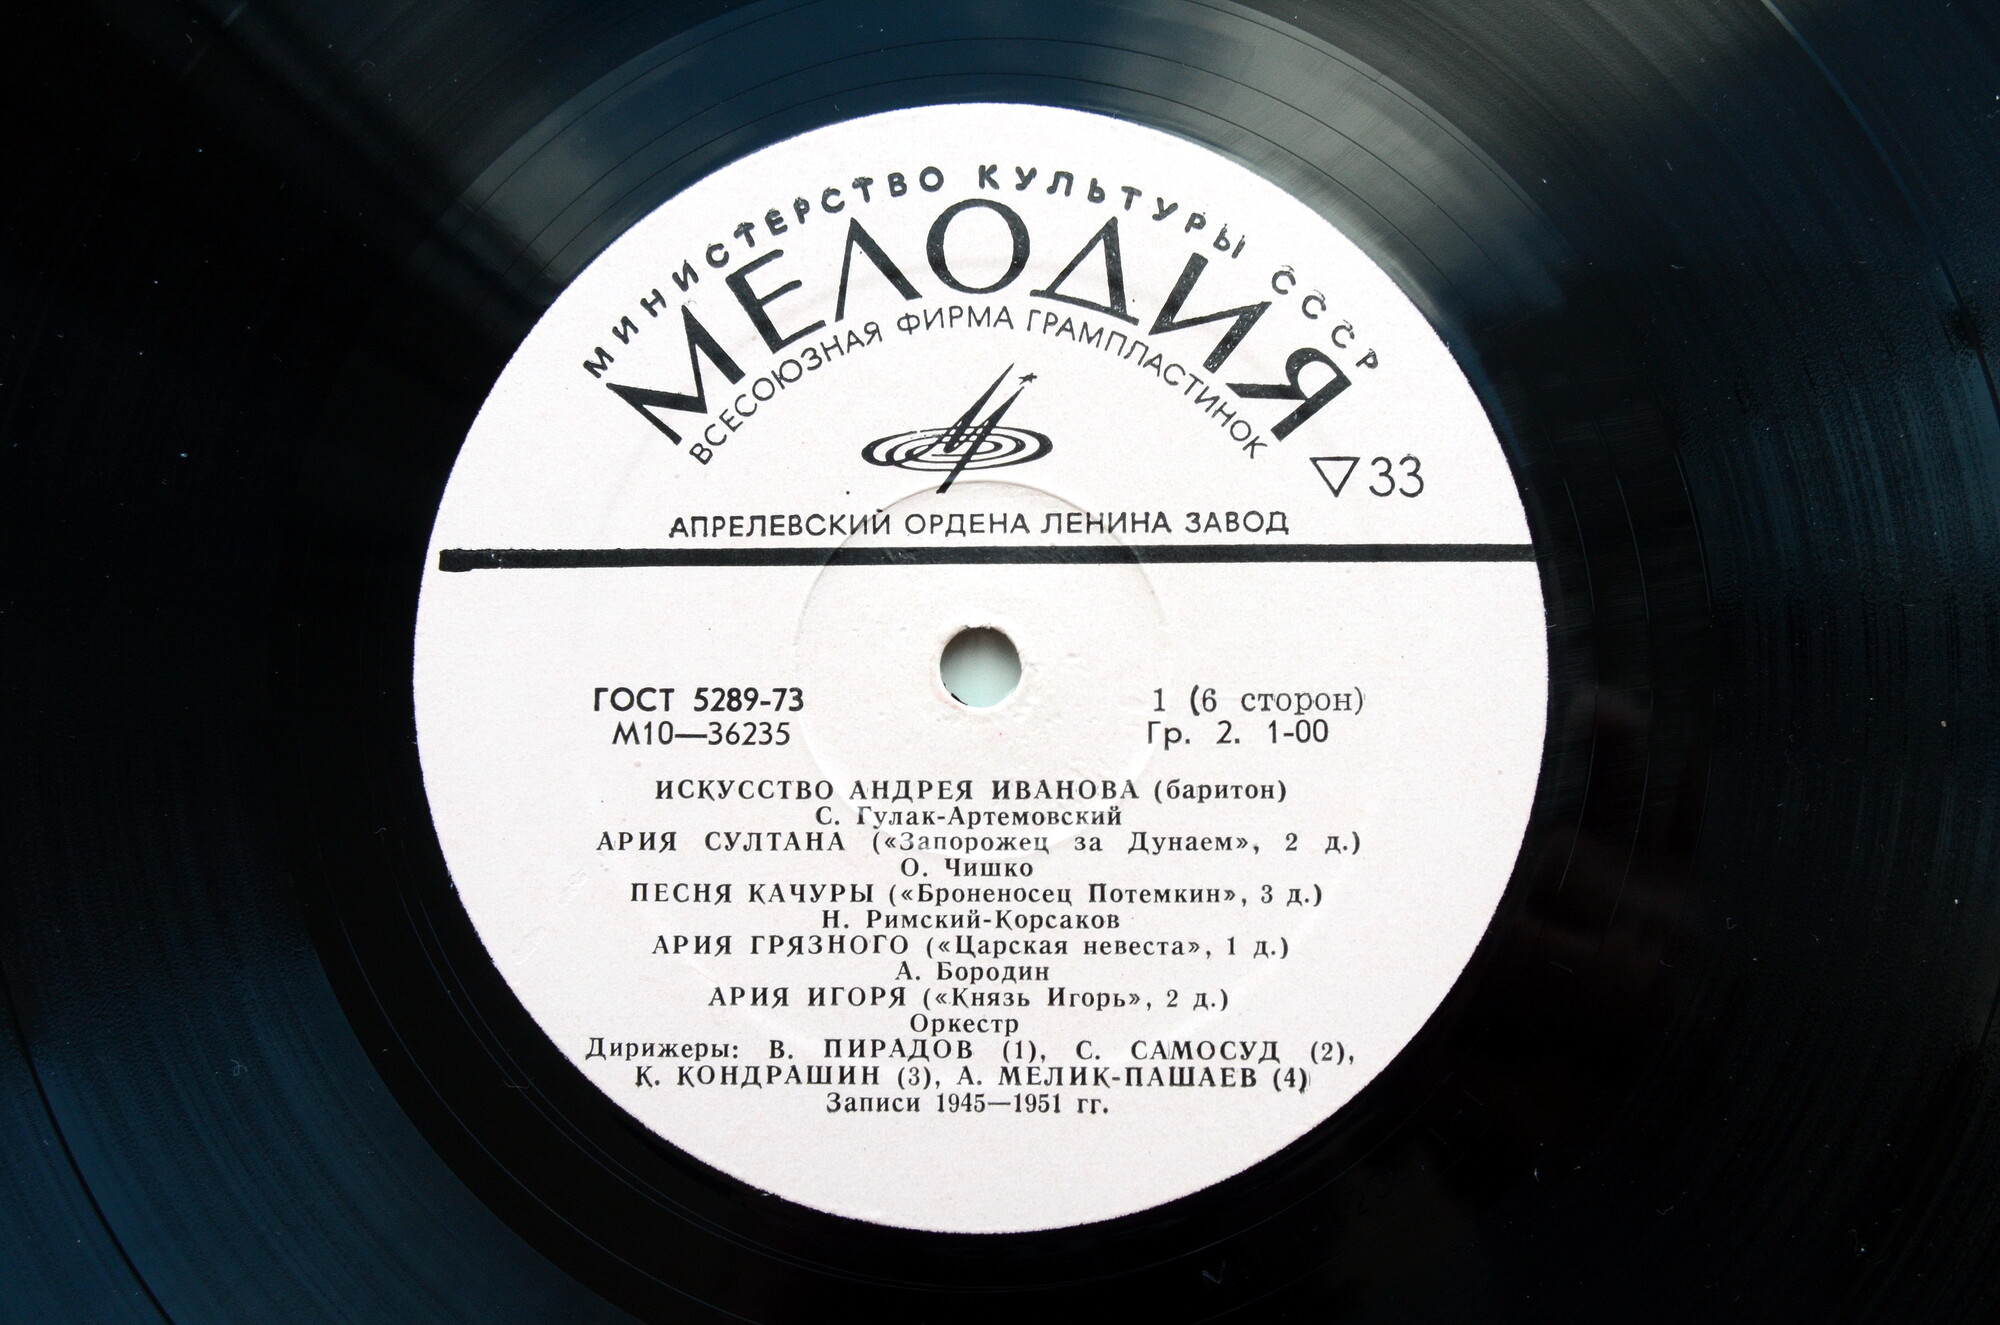 МИНИСТЕРСТВО КУЛЬТУРЫ СССР
МЕЛОДИЯ
ВСЕСОЮЗНАЯ ФИРМА ГРАМПЛАСТИНОК
▽33
АПРЕЛЕВСКИЙ ОРДЕНА ЛЕНИНА ЗАВОД
ГОСТ 5289-73
М10—36235
1 (6 сторон)
Гр. 2. 1-00
ИСКУССТВО АНДРЕЯ ИВАНОВА (баритон)
С. Гулак-Артемовский
АРИЯ СУЛТАНА («Запорожец за Дунаем», 2 д.)
О. Чишко
ПЕСНЯ КАЧУРЫ («Броненосец Потемкин», 3 д.)
Н. Римский-Корсаков
АРИЯ ГРЯЗНОГО («Царская невеста», 1 д.)
А. Бородин
АРИЯ ИГОРЯ («Князь Игорь», 2 д.)
Оркестр
Дирижеры: В. ПИРАДОВ (1), С. САМОСУД (2),
К. КОНДРАШИН (3), А. МЕЛИК-ПАШАЕВ (4)
Записи 1945—1951 гг.